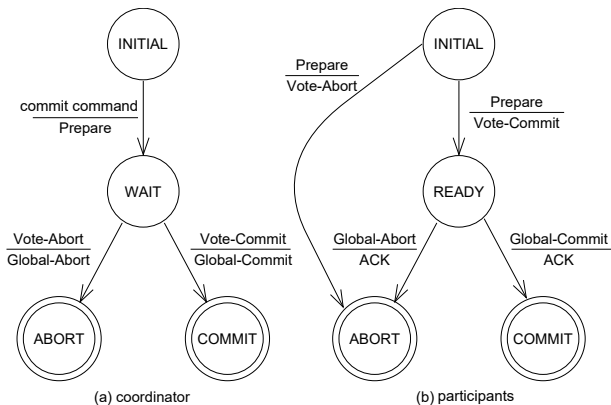 INITIAL
commit command
Prepare
WAIT
Vote-Abort
Global-Abort
Vote-Commit
Global-Commit
ABORT
COMMIT
(a) coordinator
INITIAL
Prepare
Vote-Abort
Prepare
Vote-Commit
READY
Global-Abort
ACK
Global-Commit
ACK
ABORT
COMMIT
(b) participants